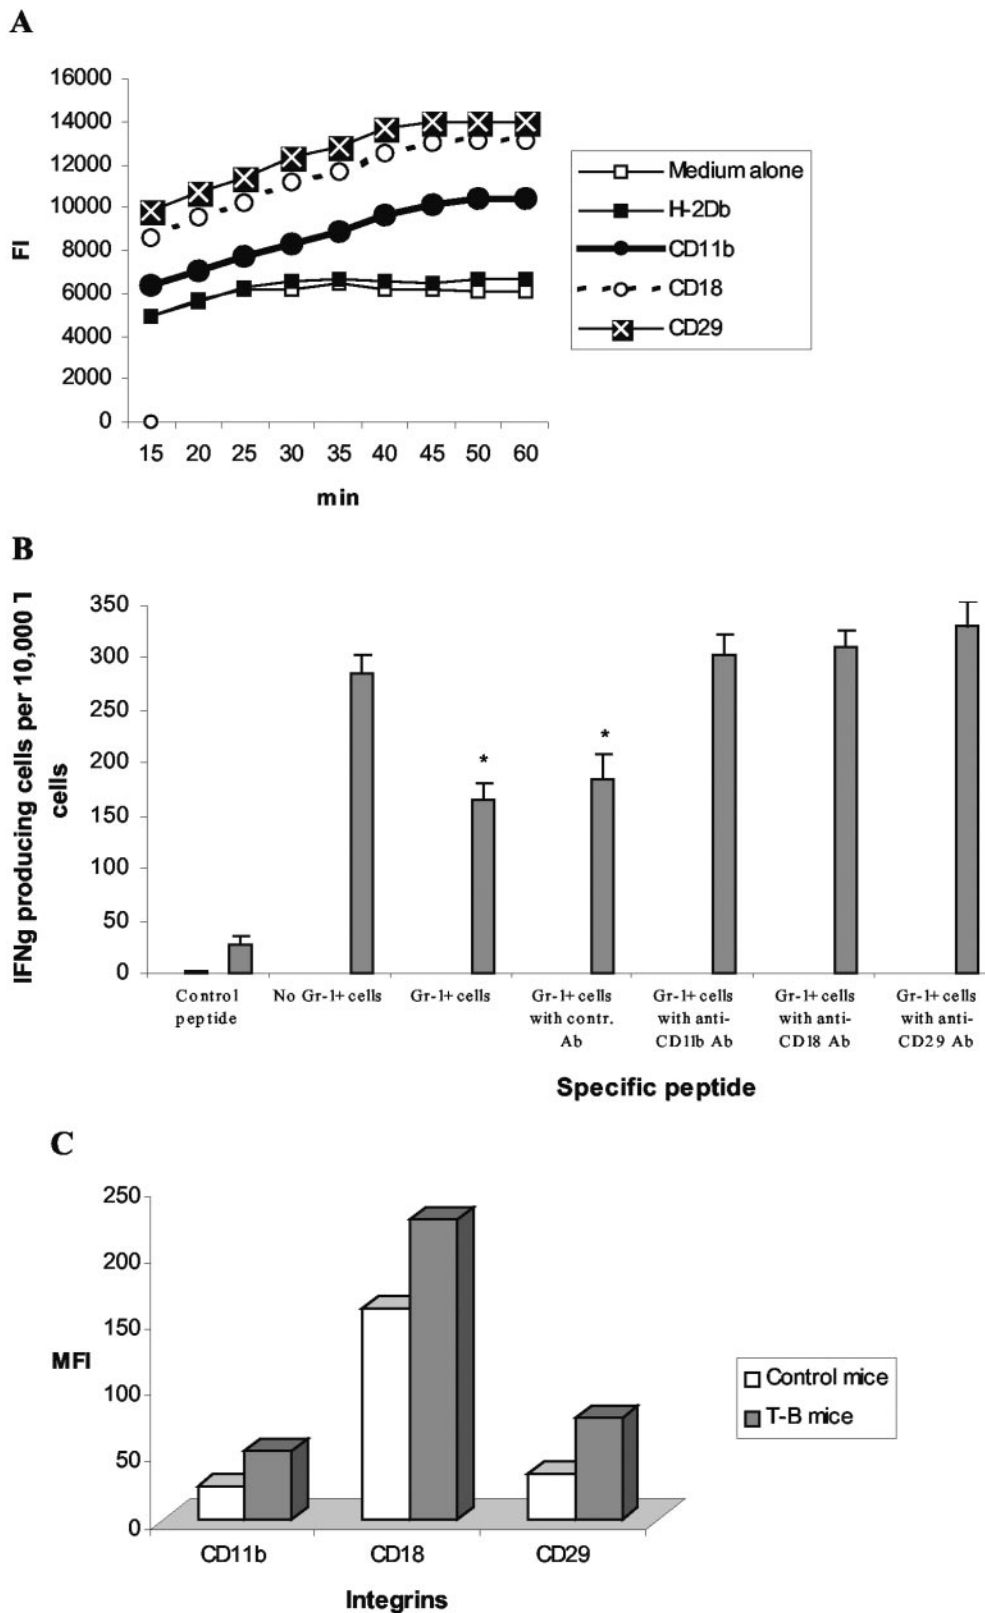 A
16000
14000
12000
10000
8000
6000
4000
2000
0
FI
15 20 25 30 35 40 45 50 60
min
Medium alone
H-2Db
CD11b
CD18
CD29
B
IFNg producing cells per 10,000 T
cells
350
300
250
200
150
100
50
0
* *
Control
peptide
No Gr-1+ cells
Gr-1+ cells
Gr-1+ cells
with contr.
Ab
Gr-1+ cells
with anti-
CD11b Ab
Gr-1+ cells
with anti-
CD18 Ab
Gr-1+ cells
with anti-
CD29 Ab
Specific peptide
C
250
200
150
100
50
0
MFI
CD11b CD18 CD29
Integrins
Control mice
T-B mice